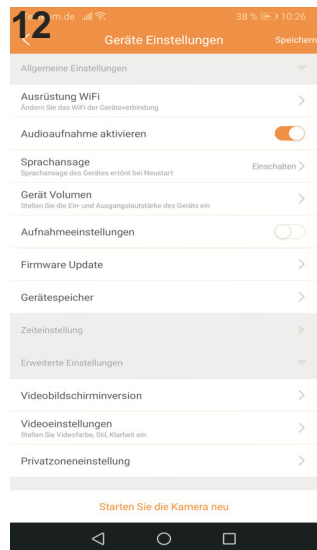 12
m.de 38 % 10:26
Geräte Einstellungen Speichern
Allgemeine Einstellungen
Ausrüstung WiFi
Ändern Sie das WiFi der Geräteverbindung
Audioaufnahme aktivieren
Sprachansage Einschalten
Sprachansage des Gerätes ertönt bei Neustart
Gerät Volumen
Stellen Sie die Ein- und Ausgangslautstärke des Geräts ein
Aufnahmeeinstellungen
Firmware Update
Gerätespeicher
Zeiteinstellung
Erweiterte Einstellungen
Videobildschirminversion
Videoeinstellungen
Stellen Sie Videofarbe, Stil, Klarheit ein
Privatzoneneinstellung
Starten Sie die Kamera neu